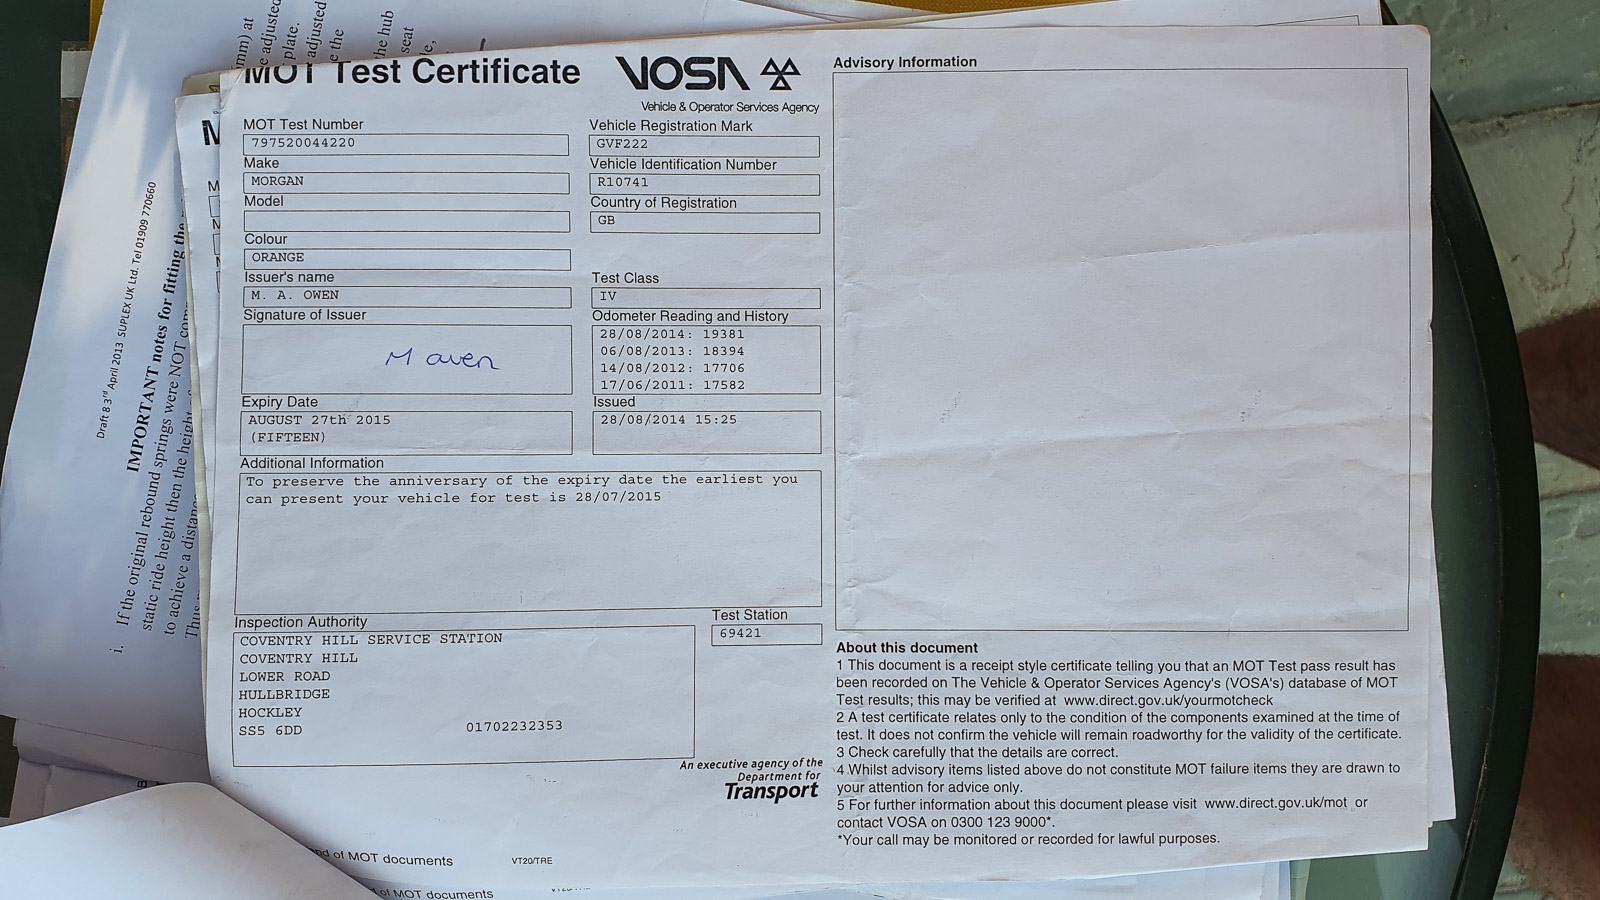 MOT Test Certificate
VOSA
Vehicle & Operator Services Agency
MOT Test Number
797520044220
Make
MORGAN
Model
Colour
ORANGE
Issuer's name
M. A. OWEN
Signature of Issuer
M Owen
Expiry Date
AUGUST 27th 2015
(FIFTEEN)
Vehicle Registration Mark
GVF222
Vehicle Identification Number
R10741
Country of Registration
GB
Test Class
IV
Odometer Reading and History
28/08/2014: 19381
06/08/2013: 18394
14/08/2012: 17706
17/06/2011: 17582
Issued
28/08/2014 15:25
Additional Information
To preserve the anniversary of the expiry date the earliest you
can present your vehicle for test is 28/07/2015
Inspection Authority
COVENTRY HILL SERVICE STATION
COVENTRY HILL
LOWER ROAD
HULLBRIDGE
HOCKLEY
SS5 6DD 01702232353
Test Station
69421
An executive agency of the
Department for
Transport
Advisory Information
About this document
1 This document is a receipt style certificate telling you that an MOT Test pass result has
been recorded on The Vehicle & Operator Services Agency's (VOSA's) database of MOT
Test results; this may be verified at www.direct.gov.uk/yourmotcheck
2 A test certificate relates only to the condition of the components examined at the time of
test. It does not confirm the vehicle will remain roadworthy for the validity of the certificate.
3 Check carefully that the details are correct.
4 Whilst advisory items listed above do not constitute MOT failure items they are drawn to
your attention for advice only.
5 For further information about this document please visit www.direct.gov.uk/mot or
contact VOSA on 0300 123 9000*.
*Your call may be monitored or recorded for lawful purposes.
of MOT documents VT20/TRE
of MOT documents
mm) at
adjusted
plate.
adjusted
the
the hub
seat
Draft 8 3rd April 2013 SUPLEX UK Ltd. Tel 01909 770660
IMPORTANT notes for fitting the
i. If the original rebound springs were NOT
static ride height then the height
to achieve a